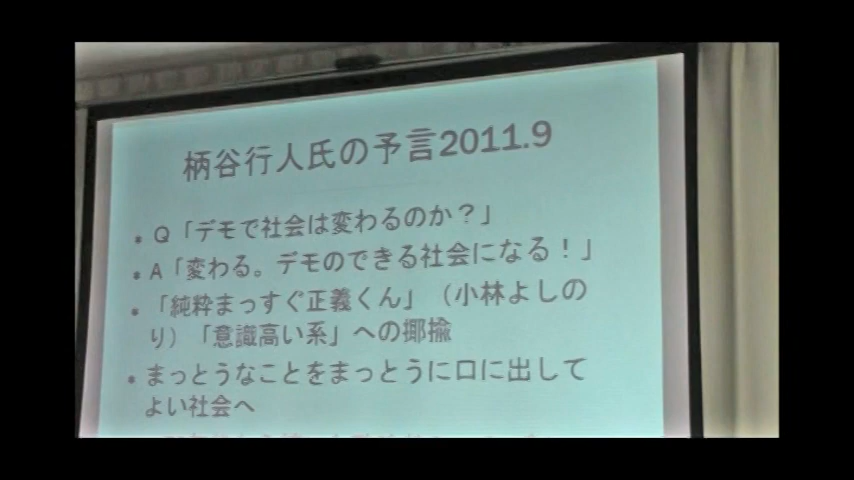 柄谷行人氏の予言2011.9
• Q「デモで社会は変わるのか？」
• A「変わる。デモのできる社会になる！」
• 「純粋まっすぐ正義くん」（小林よしの
り）「意識高い系」への揶揄
• まっとうなことをまっとうに口に出して
よい社会へ